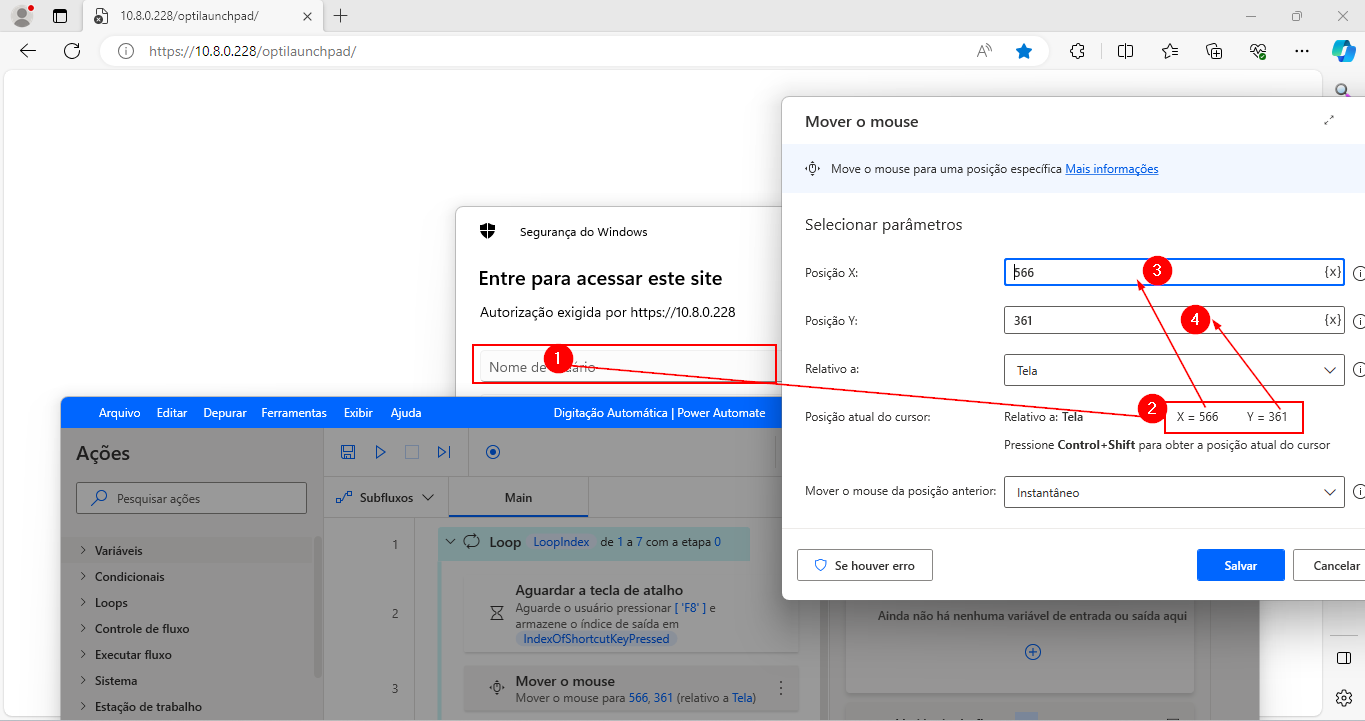 10.8.0.228/optilaunchpad/
https://10.8.0.228/optilaunchpad/
Mover o mouse
Move o mouse para uma posição específica Mais informações
Selecionar parâmetros
Posição X:
566
{x}
3
Posição Y:
361
{x}
4
Relativo a:
Tela
Posição atual do cursor:
Relativo a: Tela
2
X = 566
Y = 361
Pressione Control+Shift para obter a posição atual do cursor
Mover o mouse da posição anterior:
Instantâneo
Se houver erro
Salvar
Cancelar
Segurança do Windows
Entre para acessar este site
Autorização exigida por https://10.8.0.228
Nome de usuário
1
Arquivo
Editar
Depurar
Ferramentas
Exibir
Ajuda
Digitação Automática | Power Automate
Ações
Pesquisar ações
Variáveis
Condicionais
Loops
Controle de fluxo
Executar fluxo
Sistema
Estação de trabalho
Subfluxos
Main
1
Loop LoopIndex de 1 a 7 com a etapa 0
2
Aguardar a tecla de atalho
Aguarde o usuário pressionar [ 'F8' ] e
armazene o índice de saída em
IndexOfShortcutKeyPressed
3
Mover o mouse
Mover o mouse para 566, 361 (relativo a Tela)
Ainda não há nenhuma variável de entrada ou saída aqui